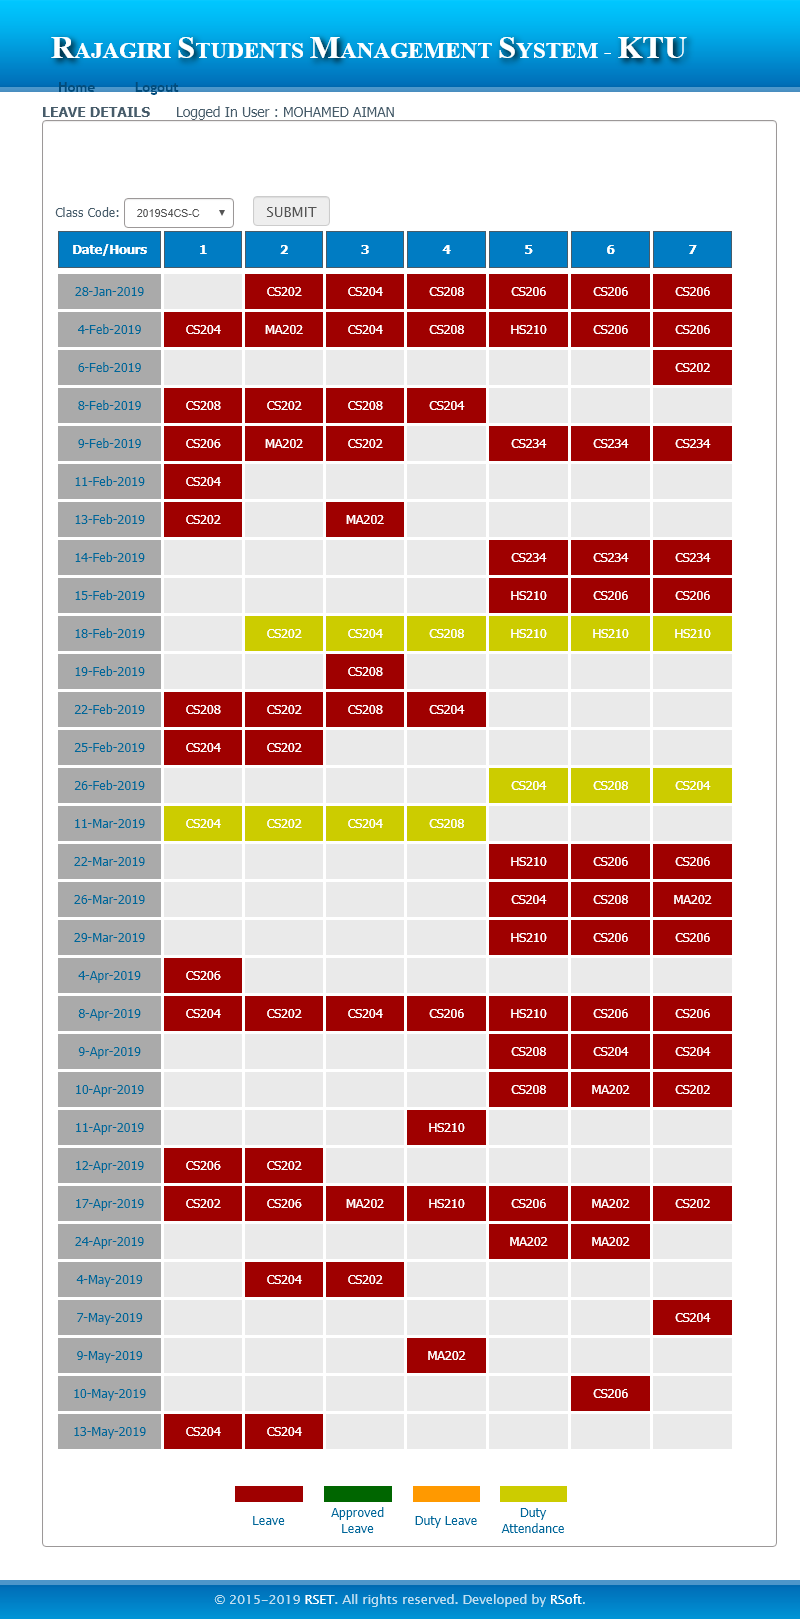 Rajagiri Students Management System - KTU
Home Logout
LEAVE DETAILS Logged In User : MOHAMED AIMAN
Class Code: 2019S4CS-C SUBMIT
Date/Hours 1 2 3 4 5 6 7
28-Jan-2019 CS202 CS204 CS208 CS206 CS206 CS206
4-Feb-2019 CS204 MA202 CS204 CS208 HS210 CS206 CS206
6-Feb-2019 CS202
8-Feb-2019 CS208 CS202 CS208 CS204
9-Feb-2019 CS206 MA202 CS202 CS234 CS234 CS234
11-Feb-2019 CS204
13-Feb-2019 CS202 MA202
14-Feb-2019 CS234 CS234 CS234
15-Feb-2019 HS210 CS206 CS206
18-Feb-2019 CS202 CS204 CS208 HS210 HS210 HS210
19-Feb-2019 CS208
22-Feb-2019 CS208 CS202 CS208 CS204
25-Feb-2019 CS204 CS202
26-Feb-2019 CS204 CS208 CS204
11-Mar-2019 CS204 CS202 CS204 CS208
22-Mar-2019 HS210 CS206 CS206
26-Mar-2019 CS204 CS208 MA202
29-Mar-2019 HS210 CS206 CS206
4-Apr-2019 CS206
8-Apr-2019 CS204 CS202 CS204 CS206 HS210 CS206 CS206
9-Apr-2019 CS208 CS204 CS204
10-Apr-2019 CS208 MA202 CS202
11-Apr-2019 HS210
12-Apr-2019 CS206 CS202
17-Apr-2019 CS202 CS206 MA202 HS210 CS206 MA202 CS202
24-Apr-2019 MA202 MA202
4-May-2019 CS204 CS202
7-May-2019 CS204
9-May-2019 MA202
10-May-2019 CS206
13-May-2019 CS204 CS204
Leave Approved Leave Duty Leave Duty Attendance
© 2015-2019 RSET. All rights reserved. Developed by RSoft.